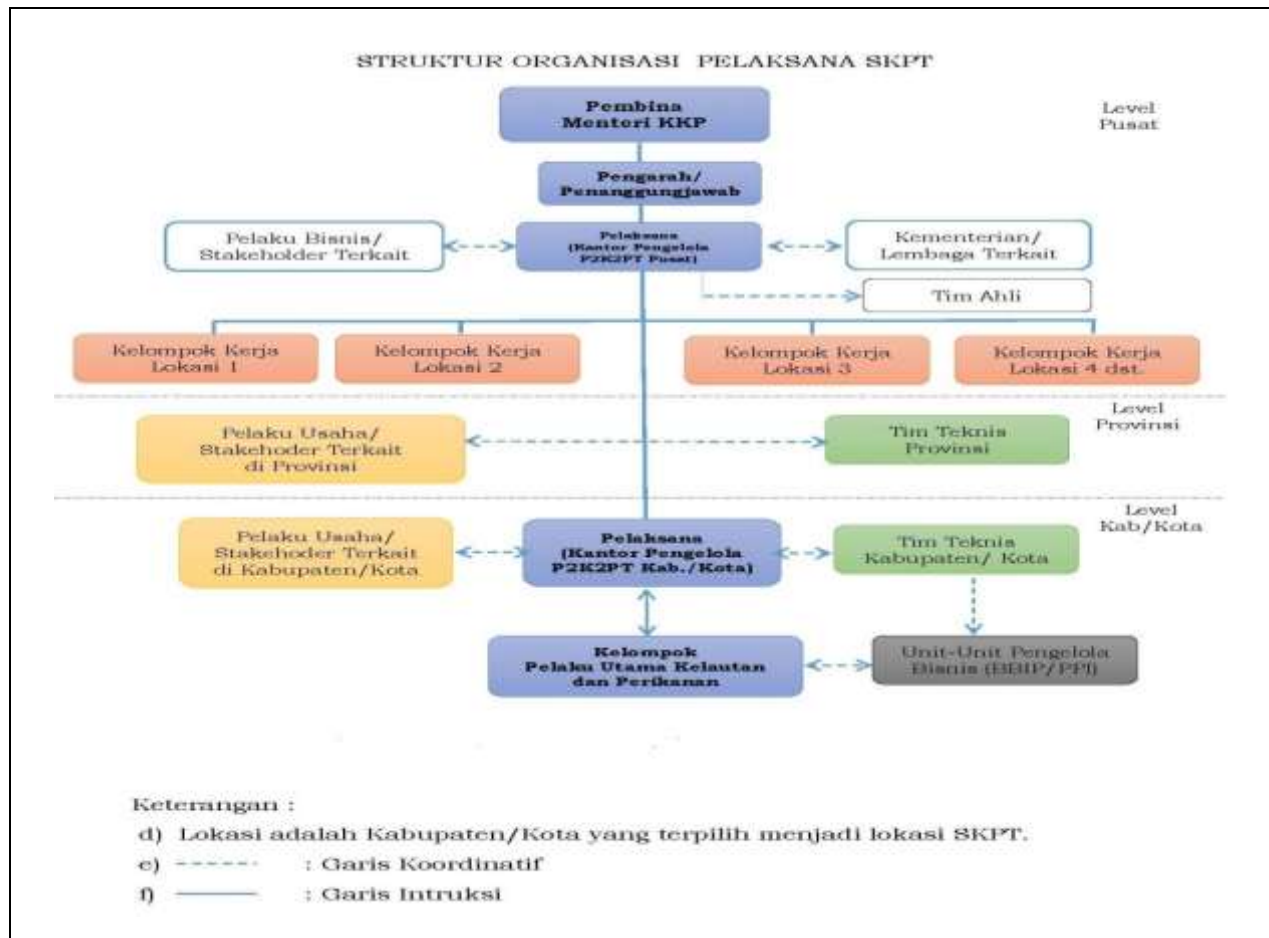 STRUKTUR ORGANISASI PELAKSANA SKPT
Pembina
Menteri KKP
Level
Pusat
Pengarah/
Penanggungjawab
Pelaku Bisnis/
Stakeholder Terkait
Pelaksana
(Kantor Pengelola
P2K2PT Pusat)
Kementerian/
Lembaga Terkait
Tim Ahli
Kelompok Kerja
Lokasi 1
Kelompok Kerja
Lokasi 2
Kelompok Kerja
Lokasi 3
Kelompok Kerja
Lokasi 4 dst.
Level
Provinsi
Pelaku Usaha/
Stakehoder Terkait
di Provinsi
Tim Teknis
Provinsi
Level
Kab/Kota
Pelaku Usaha/
Stakehoder Terkait
di Kabupaten/Kota
Pelaksana
(Kantor Pengelola
P2K2PT Kab./Kota)
Tim Teknis
Kabupaten/ Kota
Kelompok
Pelaku Utama Kelautan
dan Perikanan
Unit-Unit Pengelola
Bisnis (BBIP/PPI)
Keterangan :
d) Lokasi adalah Kabupaten/Kota yang terpilih menjadi lokasi SKPT.
e) ------ : Garis Koordinatif
f) ——— : Garis Intruksi